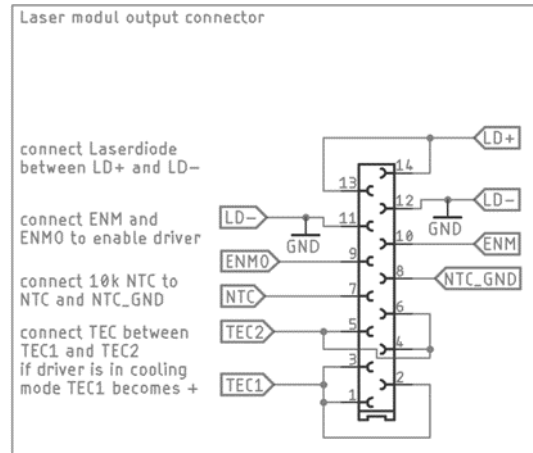 Laser modul output connector
connect Laserdiode
between LD+ and LD-
connect ENM and
ENMO to enable driver
connect 10k NTC to
NTC and NTC_GND
connect TEC between
TEC1 and TEC2
if driver is in cooling
mode TEC1 becomes +
LD+
14
13
LD-
12
LD-
11
GND
GND
10
ENM
ENMO
9
8
NTC_GND
NTC
7
6
TEC2
5
4
3
TEC1
2
1